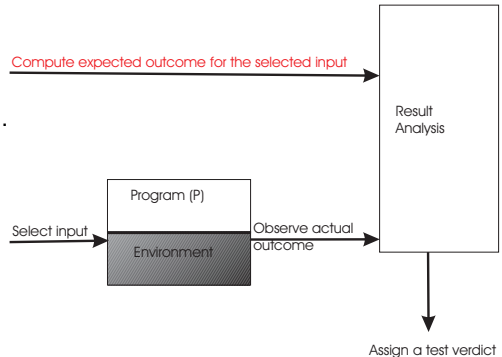 Compute expected outcome for the selected input
Result
Analysis
.
Program (P)
Select input
Observe actual
outcome
Environment
Assign a test verdict